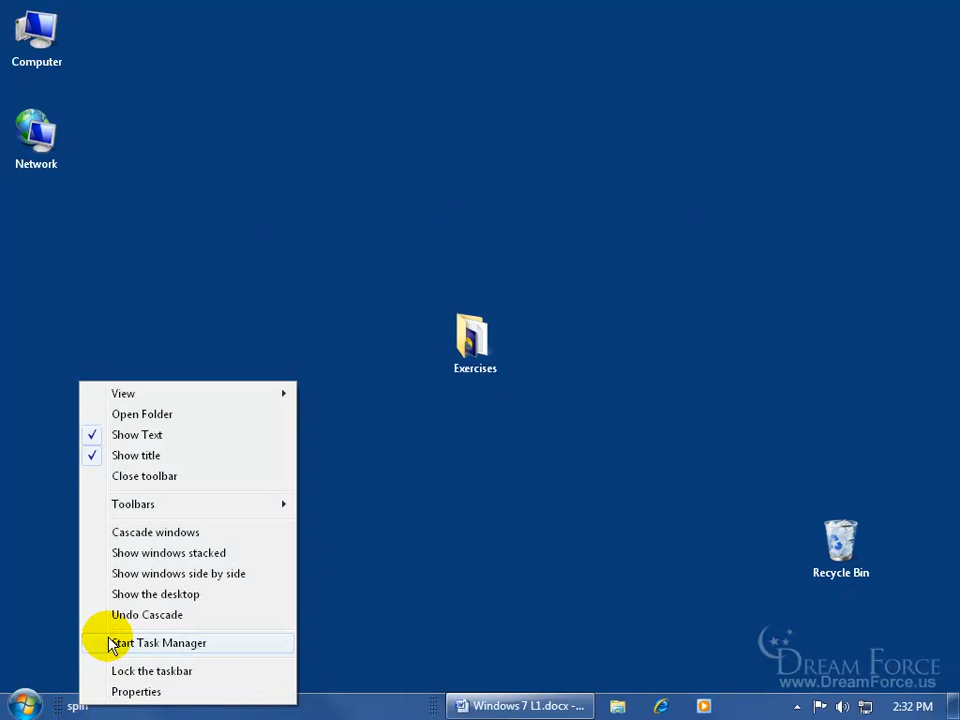 Computer
Network
Exercises
View
Open Folder
Show Text
Show title
Close toolbar
Toolbars
Cascade windows
Show windows stacked
Show windows side by side
Show the desktop
Undo Cascade
Start Task Manager
Lock the taskbar
Properties
Recycle Bin
DREAM FORCE
www.DreamForce.us
spin
Windows 7 L1.docx -...
2:32 PM